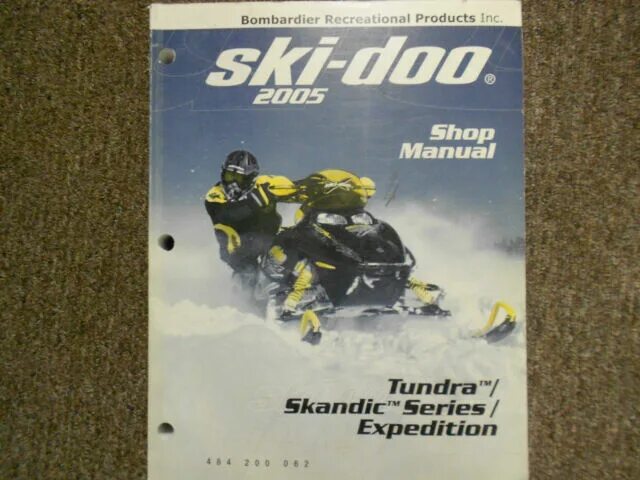 Bombardier Recreational Products Inc.
ski-doo®
2005
Shop
Manual
Tundra™/
Skandic™ Series/
Expedition
484 200 062